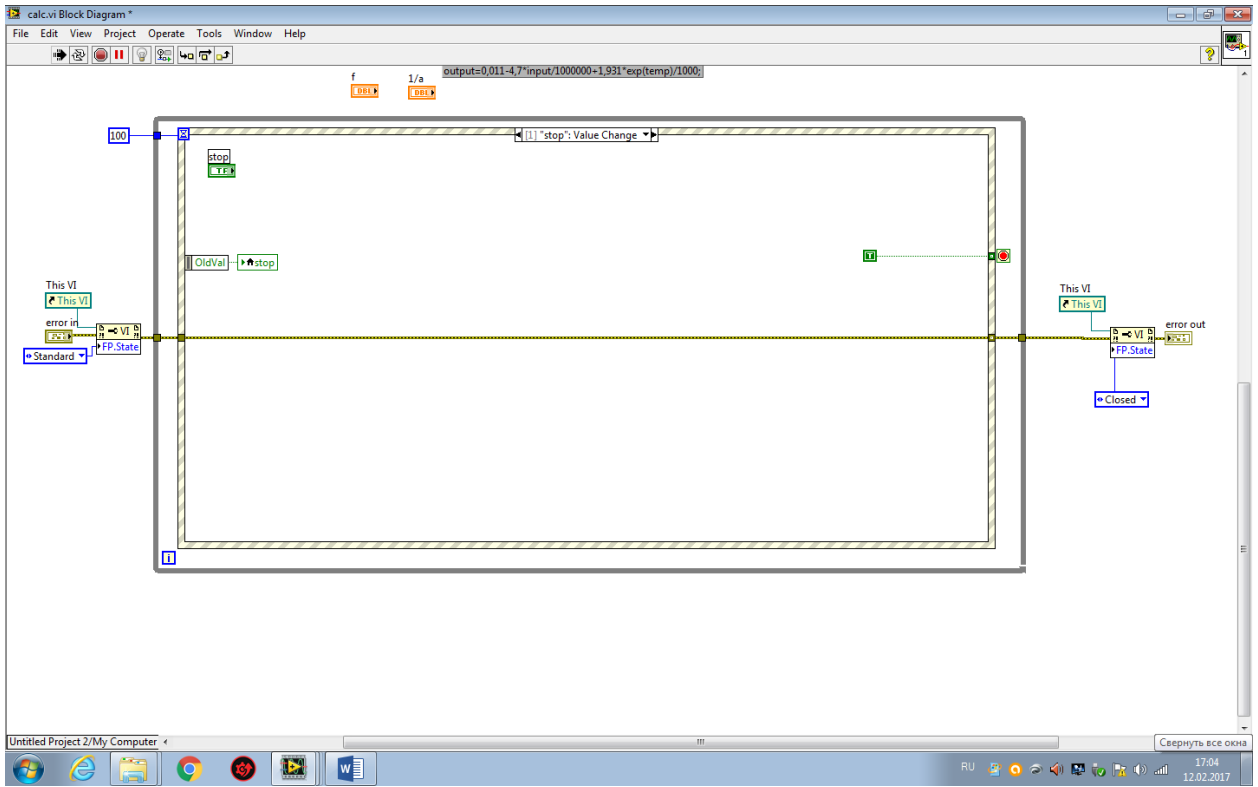 calc.vi Block Diagram *
File Edit View Project Operate Tools Window Help
f
1/a
output=0,011-4,7*input/1000000+1,931*exp(temp)/1000;
DBL
DBL
100
[1] "stop": Value Change
stop
TF
OldVal
stop
T
This VI
This VI
error in
VI
FP.State
Standard
This VI
This VI
error out
VI
FP.State
Closed
i
Untitled Project 2/My Computer
Свернуть все окна
RU
17:04
12.02.2017